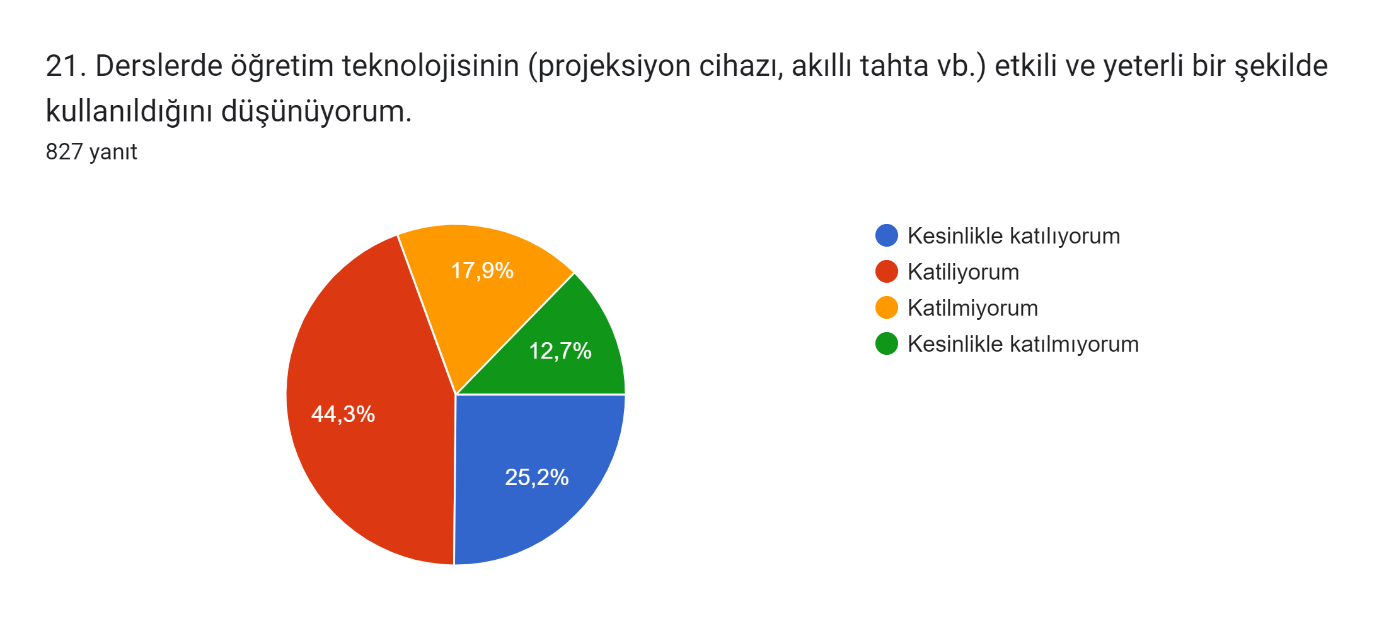 21. Derslerde öğretim teknolojisinin (projeksiyon cihazı, akıllı tahta vb.) etkili ve yeterli bir şekilde
kullanıldığını düşünüyorum.
827 yanıt
Kesinlikle katılıyorum
Katiliyorum
Katilmiyorum
Kesinlikle katılmıyorum
17,9%
12,7%
44,3%
25,2%